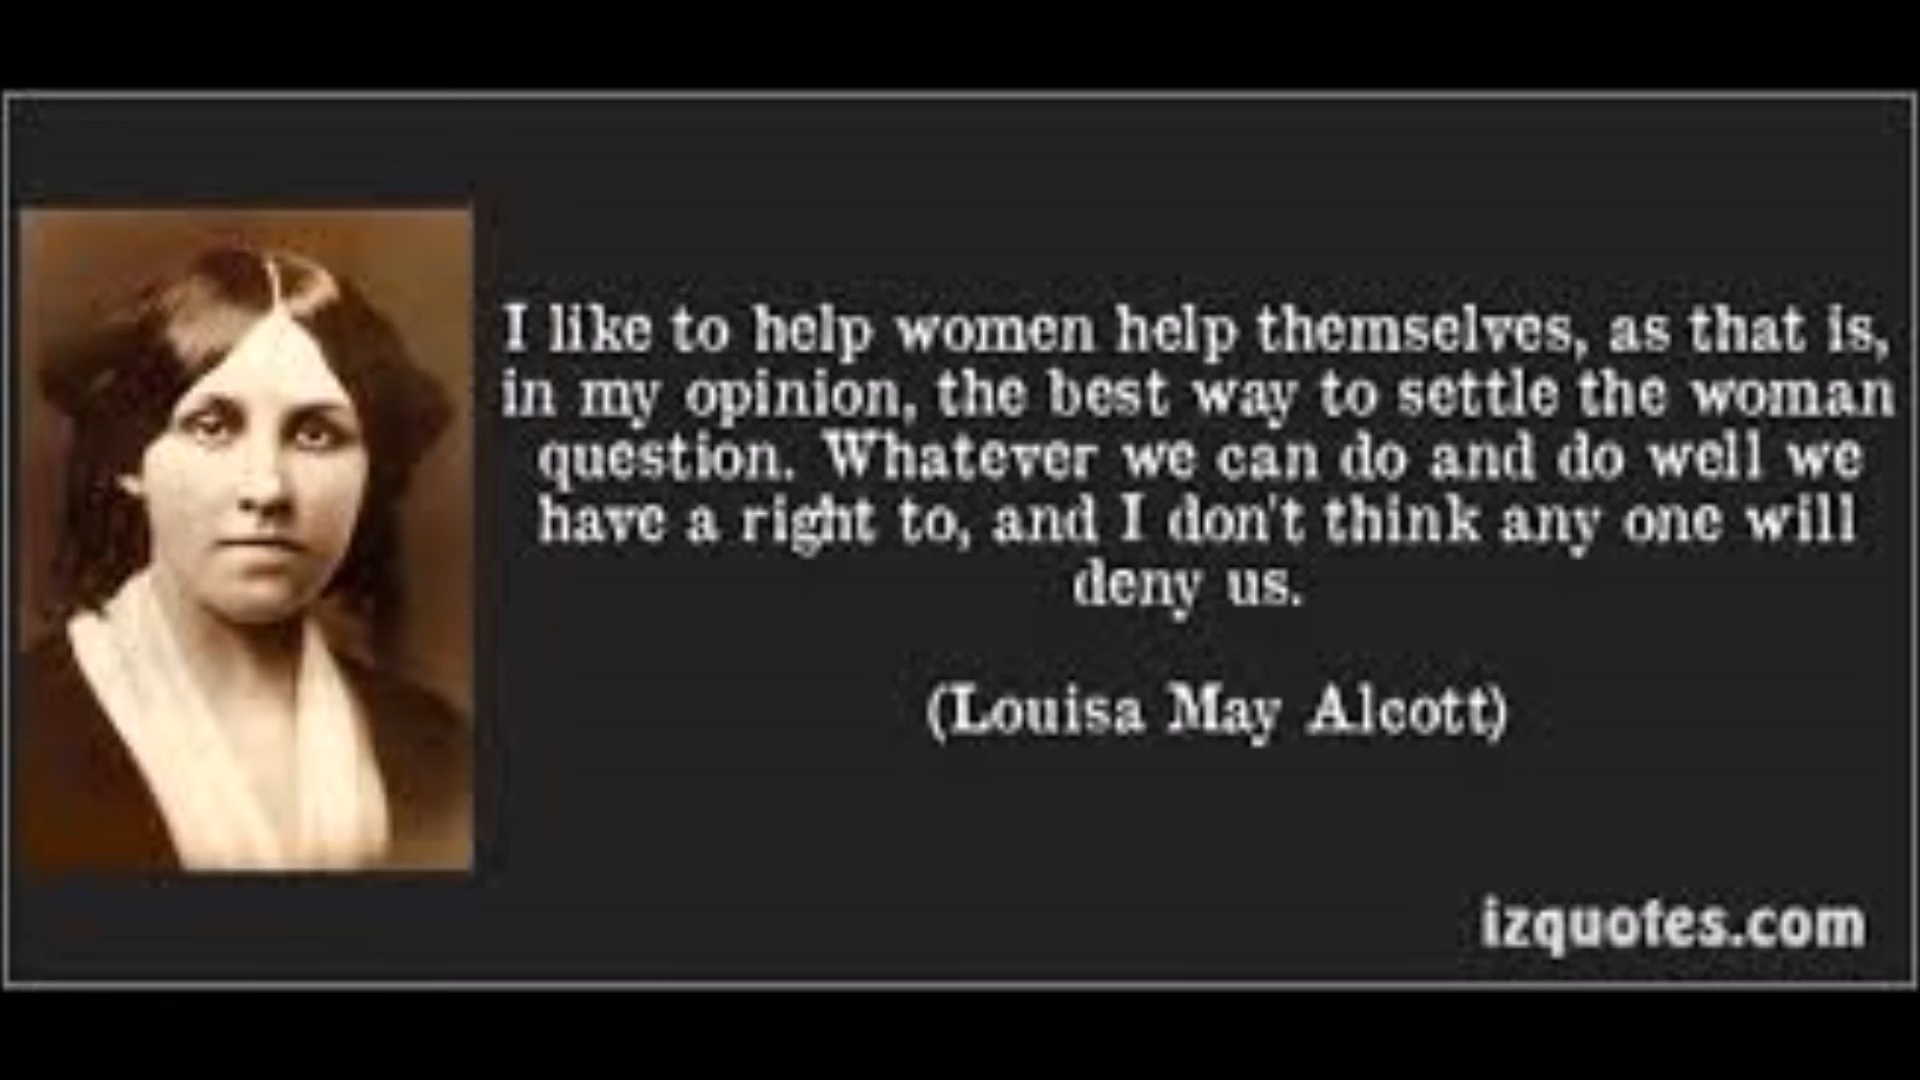 I like to help women help themselves, as that is,
in my opinion, the best way to settle the woman
question. Whatever we can do and do well we
have a right to, and I don't think any one will
deny us.
(Louisa May Alcott)
izquotes.com